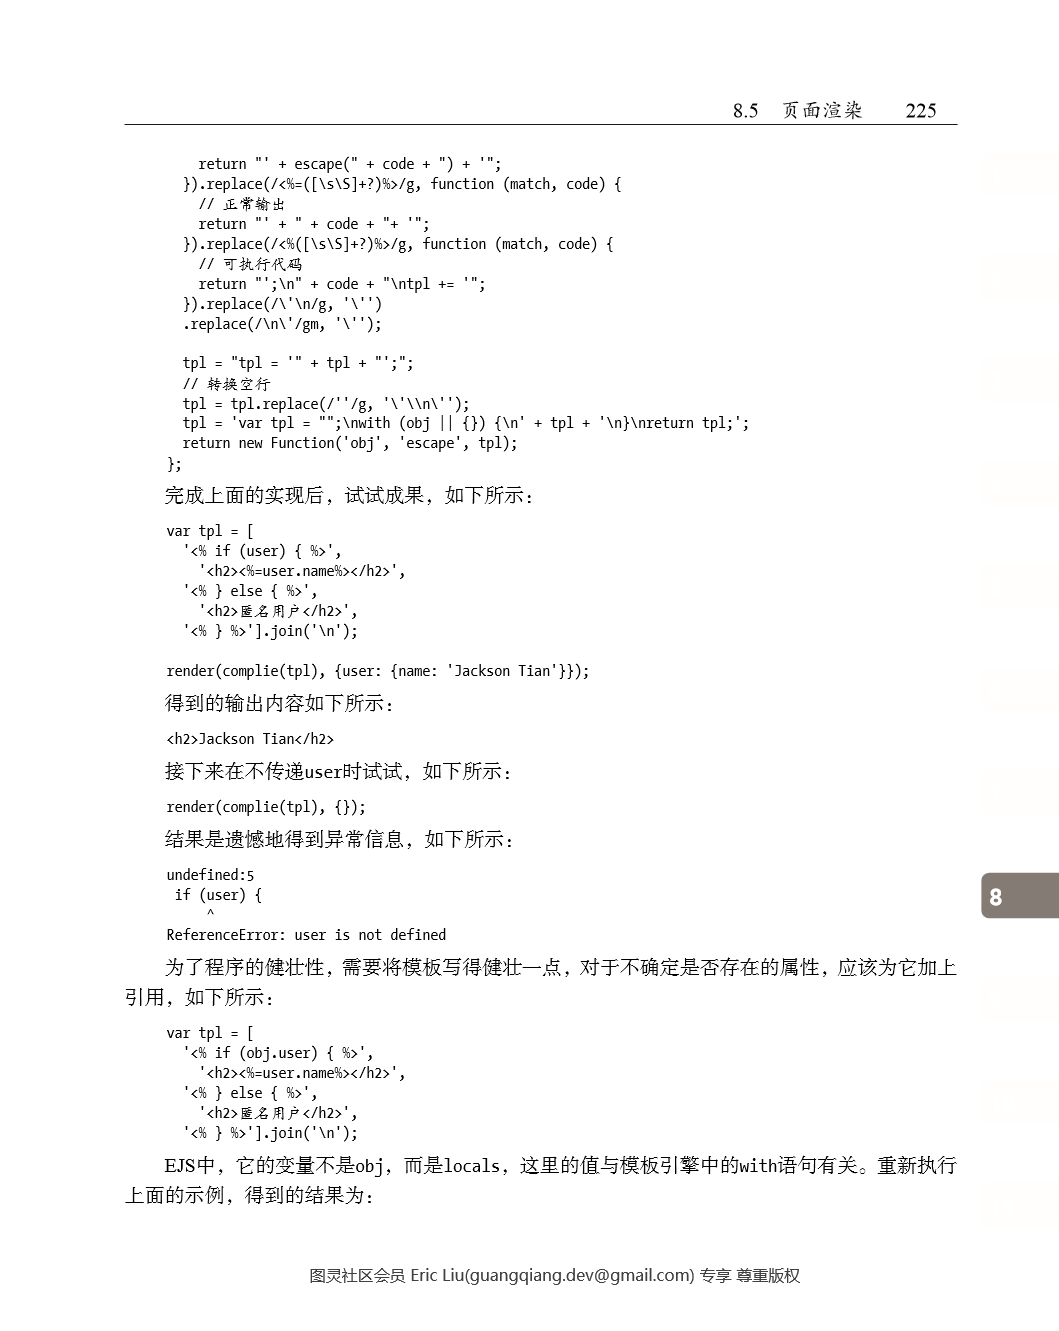 8.5 页面渲染 225
return "' + escape(" + code + ") + '";
}).replace(/<%=([\s\S]+?)%>/g, function (match, code) {
// 正常输出
return "' + " + code + "+ '";
}).replace(/<%([\s\S]+?)%>/g, function (match, code) {
// 可执行代码
return "';\n" + code + "\ntpl += '";
}).replace(/\'\n/g, '\'')
.replace(/\n\'/gm, '\'');
tpl = "tpl = '" + tpl + "';";
// 转换空行
tpl = tpl.replace(/''/g, '\'\\n\'');
tpl = 'var tpl = "";\nwith (obj || {}) {\n' + tpl + '\n}\nreturn tpl;';
return new Function('obj', 'escape', tpl);
};
完成上面的实现后，试试成果，如下所示：
var tpl = [
'<% if (user) { %>',
'<h2><%=user.name%></h2>',
'<% } else { %>',
'<h2>匿名用户</h2>',
'<% } %>'].join('\n');
render(complie(tpl), {user: {name: 'Jackson Tian'}});
得到的输出内容如下所示：
<h2>Jackson Tian</h2>
接下来在不传递user时试试，如下所示：
render(complie(tpl), {});
结果是遗憾地得到异常信息，如下所示：
undefined:5
if (user) {
^
ReferenceError: user is not defined
为了程序的健壮性，需要将模板写得健壮一点，对于不确定是否存在的属性，应该为它加上
引用，如下所示：
var tpl = [
'<% if (obj.user) { %>',
'<h2><%=user.name%></h2>',
'<% } else { %>',
'<h2>匿名用户</h2>',
'<% } %>'].join('\n');
EJS中，它的变量不是obj，而是locals，这里的值与模板引擎中的with语句有关。重新执行
上面的示例，得到的结果为：
8
图灵社区会员 Eric Liu(guangqiang.dev@gmail.com) 专享 尊重版权